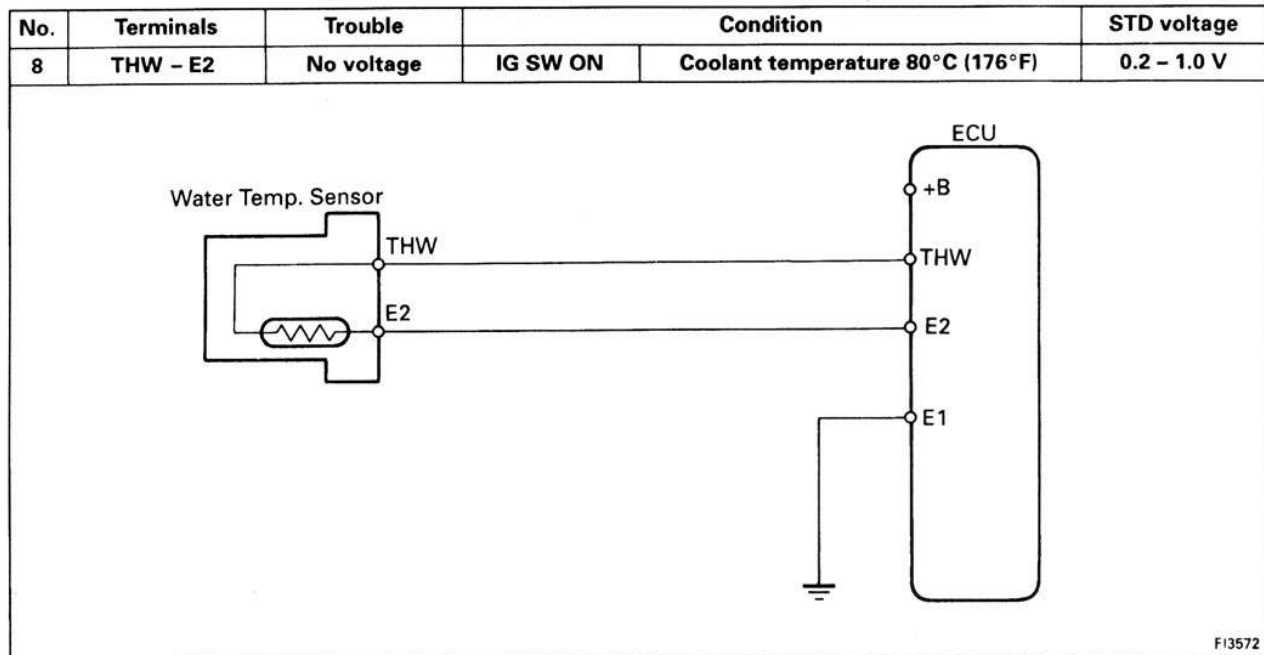 No. Terminals Trouble Condition STD voltage
8 THW – E2 No voltage IG SW ON Coolant temperature 80°C (176°F) 0.2 – 1.0 V
ECU
+B
Water Temp. Sensor
THW
THW
E2
E2
E1
FI3572